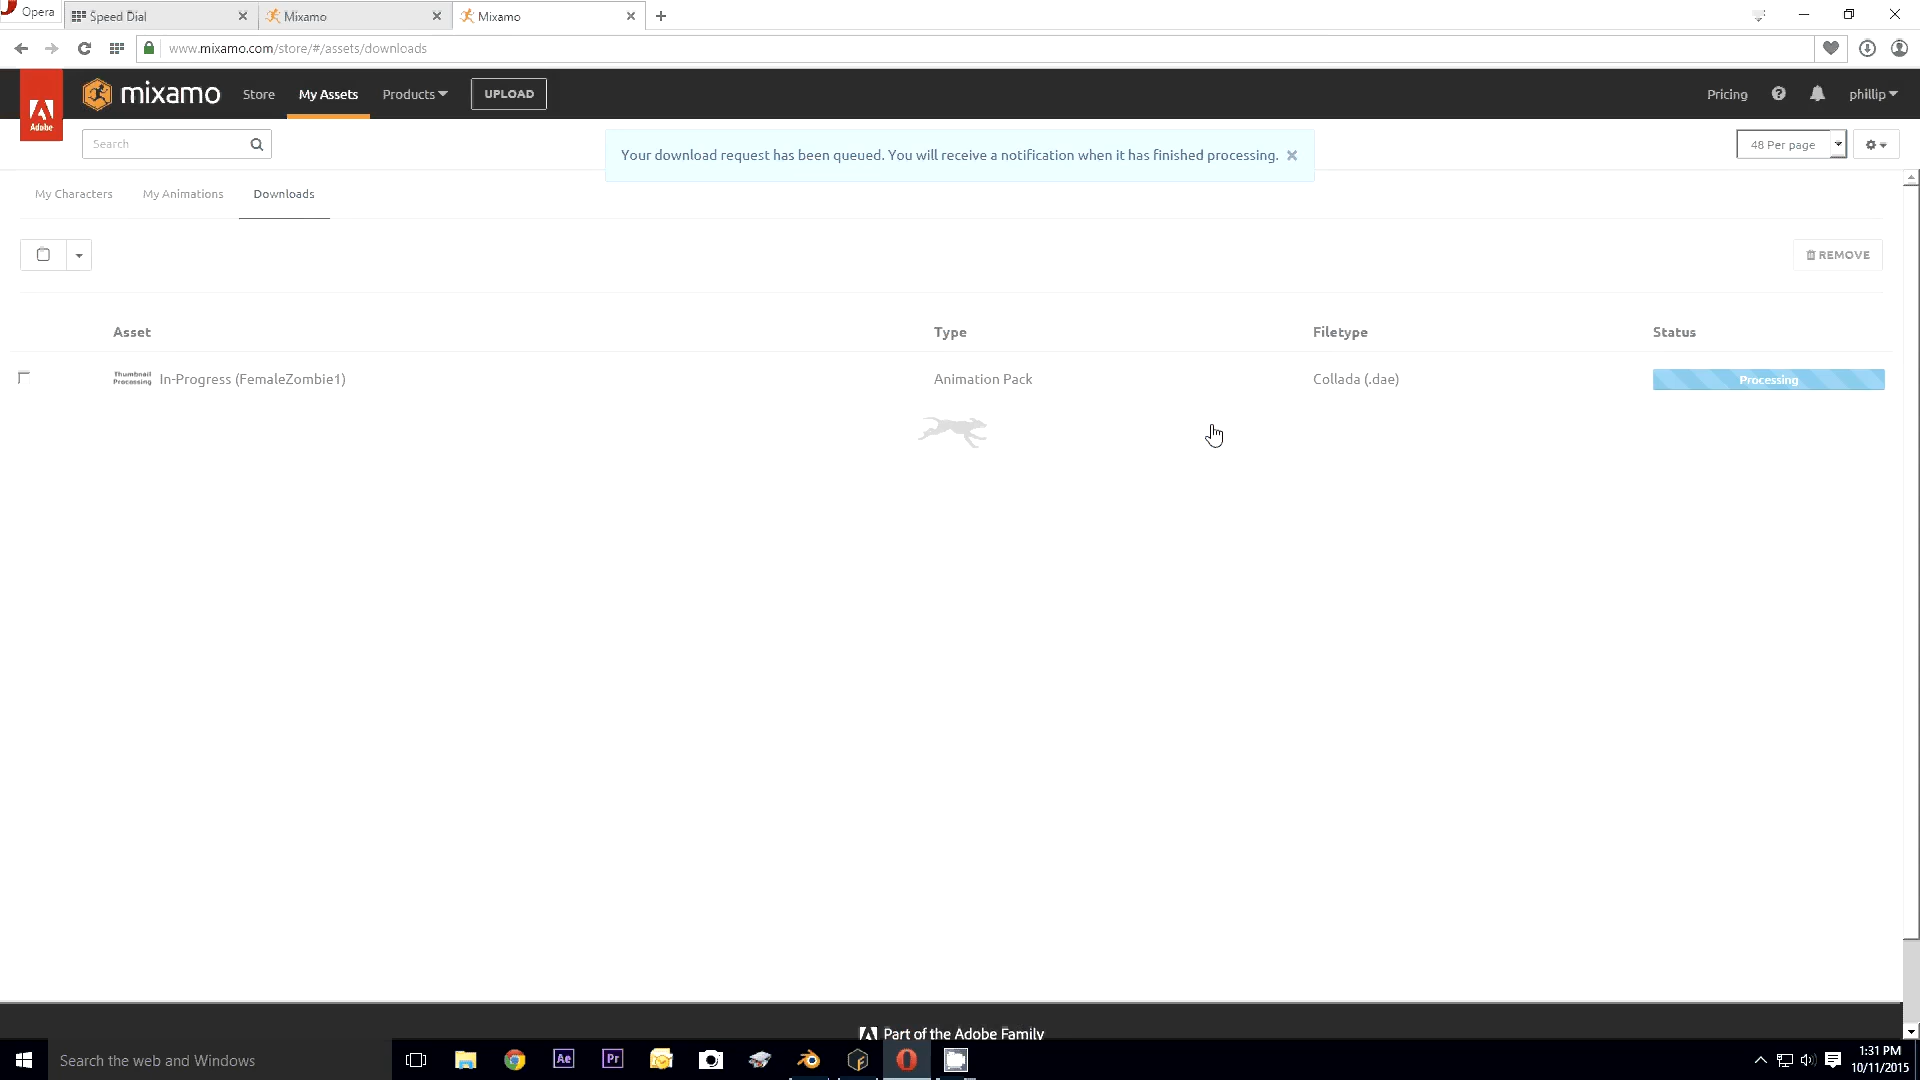 Opera
Speed Dial
Mixamo
Mixamo
www.mixamo.com/store/#/assets/downloads
Adobe
mixamo
Store
My Assets
Products
UPLOAD
Pricing
phillip
Search
Your download request has been queued. You will receive a notification when it has finished processing.
48 Per page
My Characters
My Animations
Downloads
REMOVE
Asset
Type
Filetype
Status
Thumbnail
Processing
In-Progress (FemaleZombie1)
Animation Pack
Collada (.dae)
Processing
Part of the Adobe Family
Search the web and Windows
Ae
Pr
1:31 PM
10/11/2015